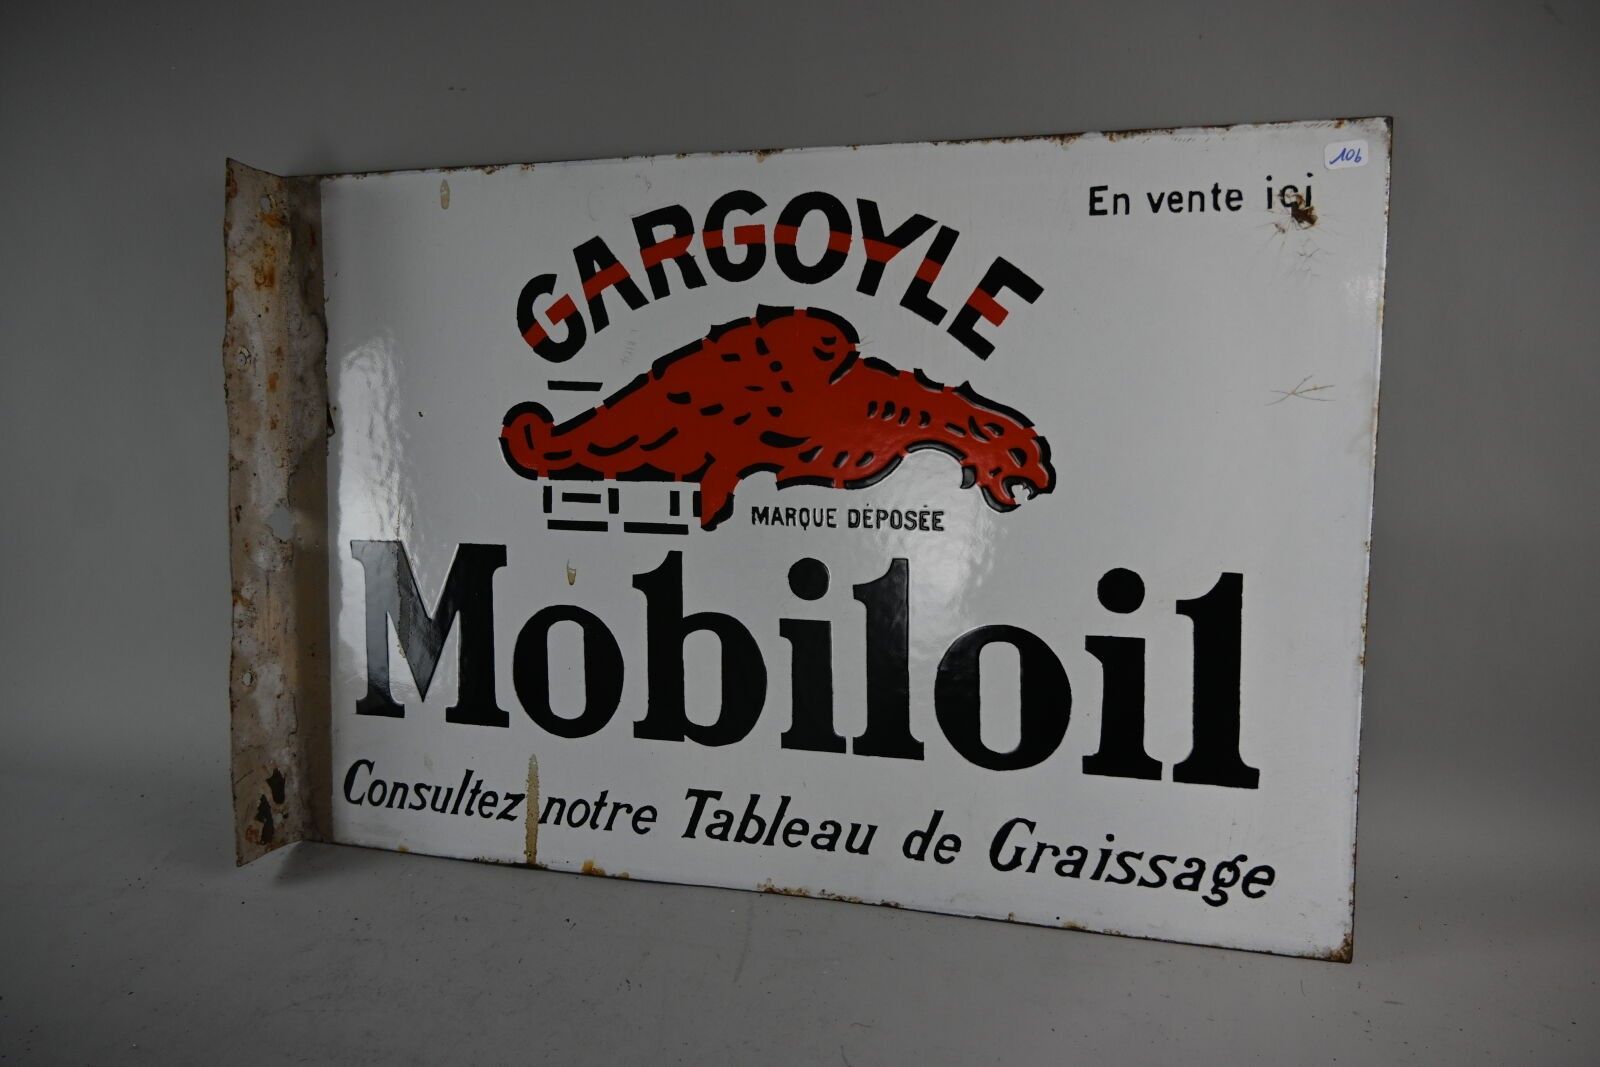 106
En vente ici
GARGOYLE
MARQUE DÉPOSÉE
Mobiloil
Consultez notre Tableau de Graissage